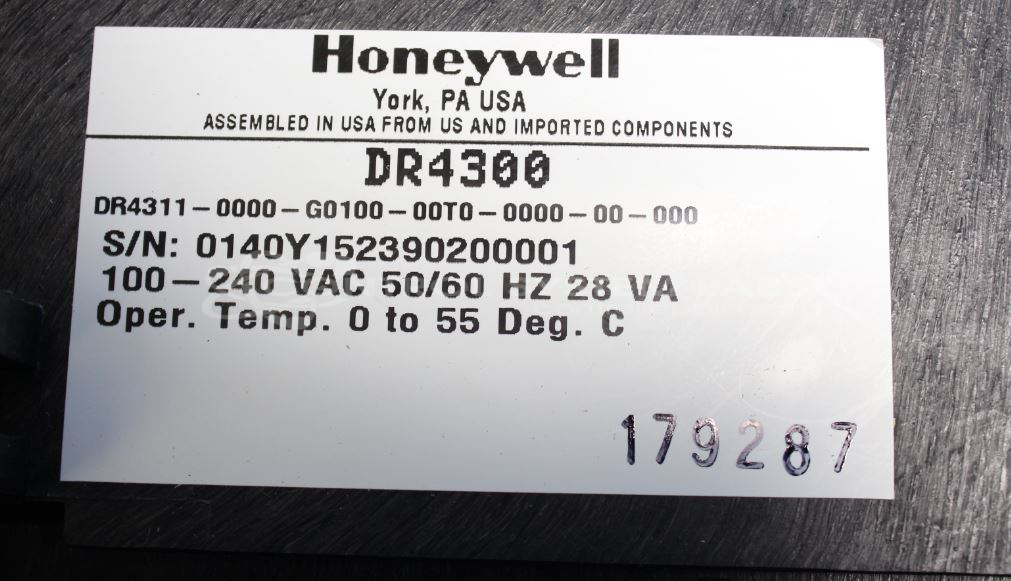 Honeywell
York, PA USA
ASSEMBLED IN USA FROM US AND IMPORTED COMPONENTS
DR4300
DR4311-0000-G0100-00T0-0000-00-000
S/N: 0140Y152390200001
100-240 VAC 50/60 HZ 28 VA
Oper. Temp. 0 to 55 Deg. C
179287